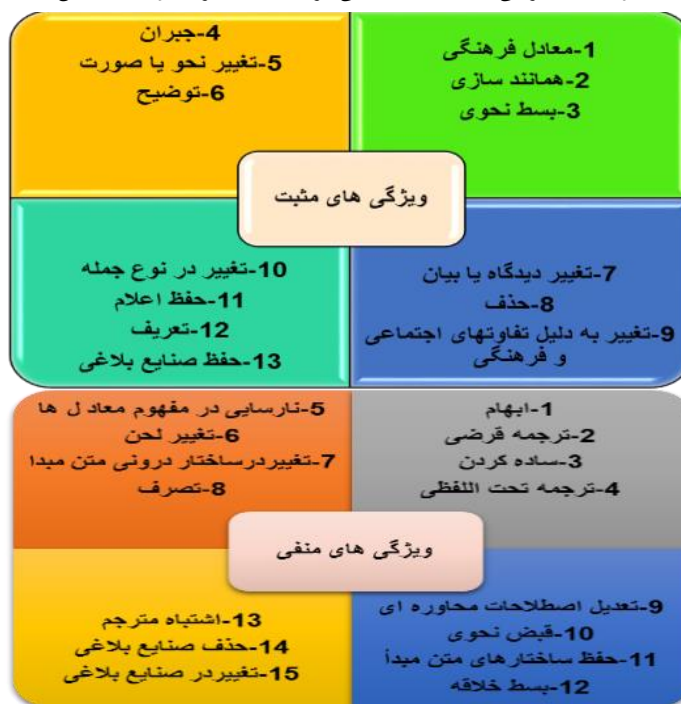 1-معادل فرهنگی
2-همانند سازی
3-بسط نحوی
4-جبران
5-تغییر نحو یا صورت
6-توضیح
ویژگی های مثبت
7-تغییر دیدگاه یا بیان
8-حذف
9-تغییر به دلیل تفاوتهای اجتماعی
و فرهنگی
10-تغییر در نوع جمله
11-حفظ اعلام
12-تعریف
13-حفظ صنایع بلاغی
1-ابهام
2-ترجمه قرضی
3-ساده کردن
4-ترجمه تحت اللفظی
5-نارسایی در مفهوم معادل ها
6-تغییر لحن
7-تغییردرساختار درونی متن مبدا
8-تصرف
ویژگی های منفی
9-تعدیل اصطلاحات محاوره ای
10-قبض نحوی
11-حفظ ساختارهای متن مبدأ
12-بسط خلاقه
13-اشتباه مترجم
14-حذف صنایع بلاغی
15-تغییردر صنایع بلاغی